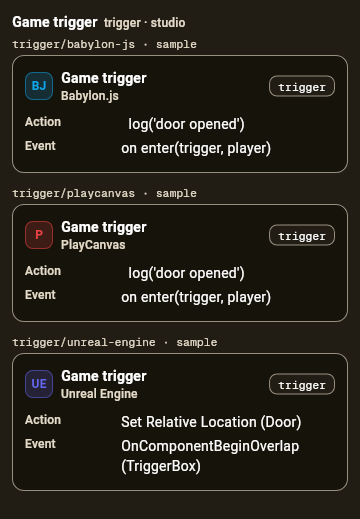 Game trigger trigger · studio
trigger/babylon-js · sample
BJ Game trigger trigger
Babylon.js
Action log('door opened')
Event on enter(trigger, player)
trigger/playcanvas · sample
P Game trigger trigger
PlayCanvas
Action log('door opened')
Event on enter(trigger, player)
trigger/unreal-engine · sample
UE Game trigger trigger
Unreal Engine
Action Set Relative Location (Door)
Event OnComponentBeginOverlap
(TriggerBox)